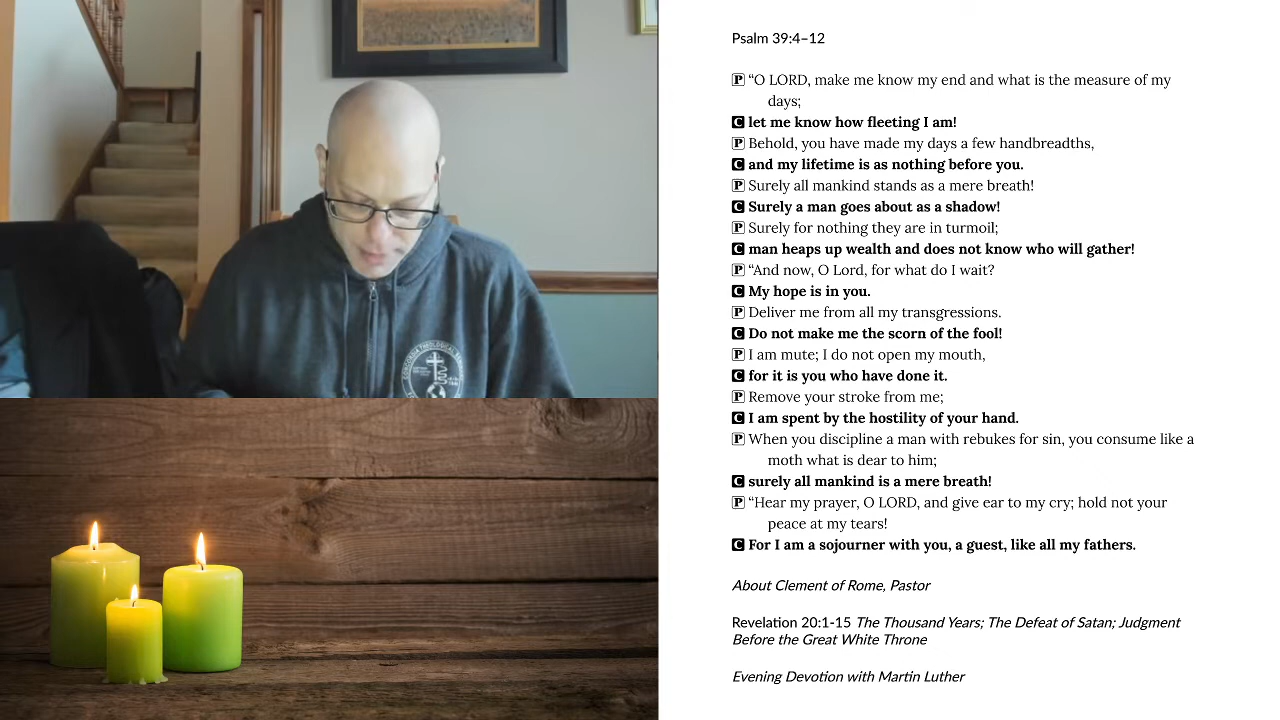 Psalm 39:4–12
P “O LORD, make me know my end and what is the measure of my
days;
C let me know how fleeting I am!
P Behold, you have made my days a few handbreadths,
C and my lifetime is as nothing before you.
P Surely all mankind stands as a mere breath!
C Surely a man goes about as a shadow!
P Surely for nothing they are in turmoil;
C man heaps up wealth and does not know who will gather!
P “And now, O Lord, for what do I wait?
C My hope is in you.
P Deliver me from all my transgressions.
C Do not make me the scorn of the fool!
P I am mute; I do not open my mouth,
C for it is you who have done it.
P Remove your stroke from me;
C I am spent by the hostility of your hand.
P When you discipline a man with rebukes for sin, you consume like a
moth what is dear to him;
C surely all mankind is a mere breath!
P “Hear my prayer, O LORD, and give ear to my cry; hold not your
peace at my tears!
C For I am a sojourner with you, a guest, like all my fathers.
About Clement of Rome, Pastor
Revelation 20:1-15 The Thousand Years; The Defeat of Satan; Judgment
Before the Great White Throne
Evening Devotion with Martin Luther
CONCORDIA THEOLOGICAL